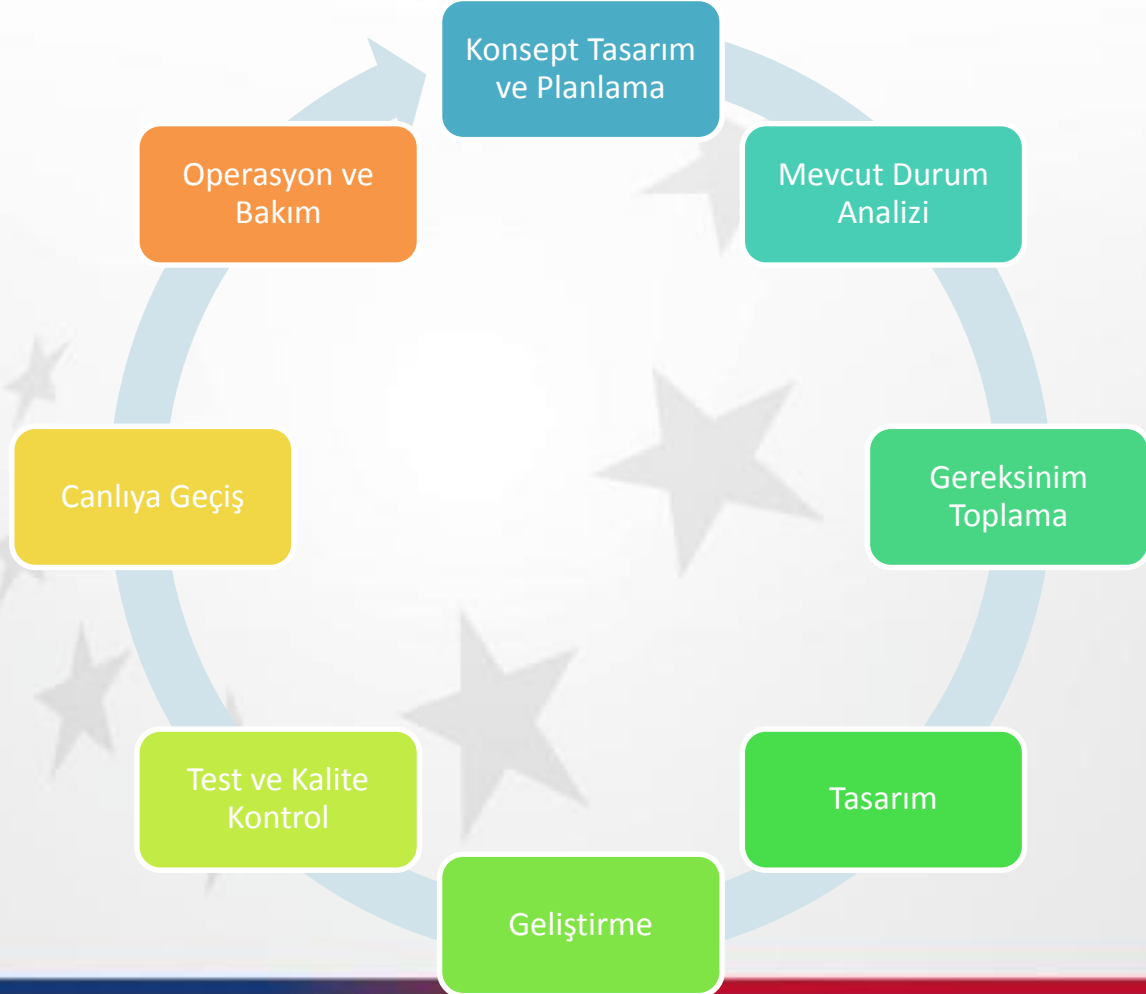 Konsept Tasarım
ve Planlama
Mevcut Durum
Analizi
Gereksinim
Toplama
Tasarım
Geliştirme
Test ve Kalite
Kontrol
Canlıya Geçiş
Operasyon ve
Bakım